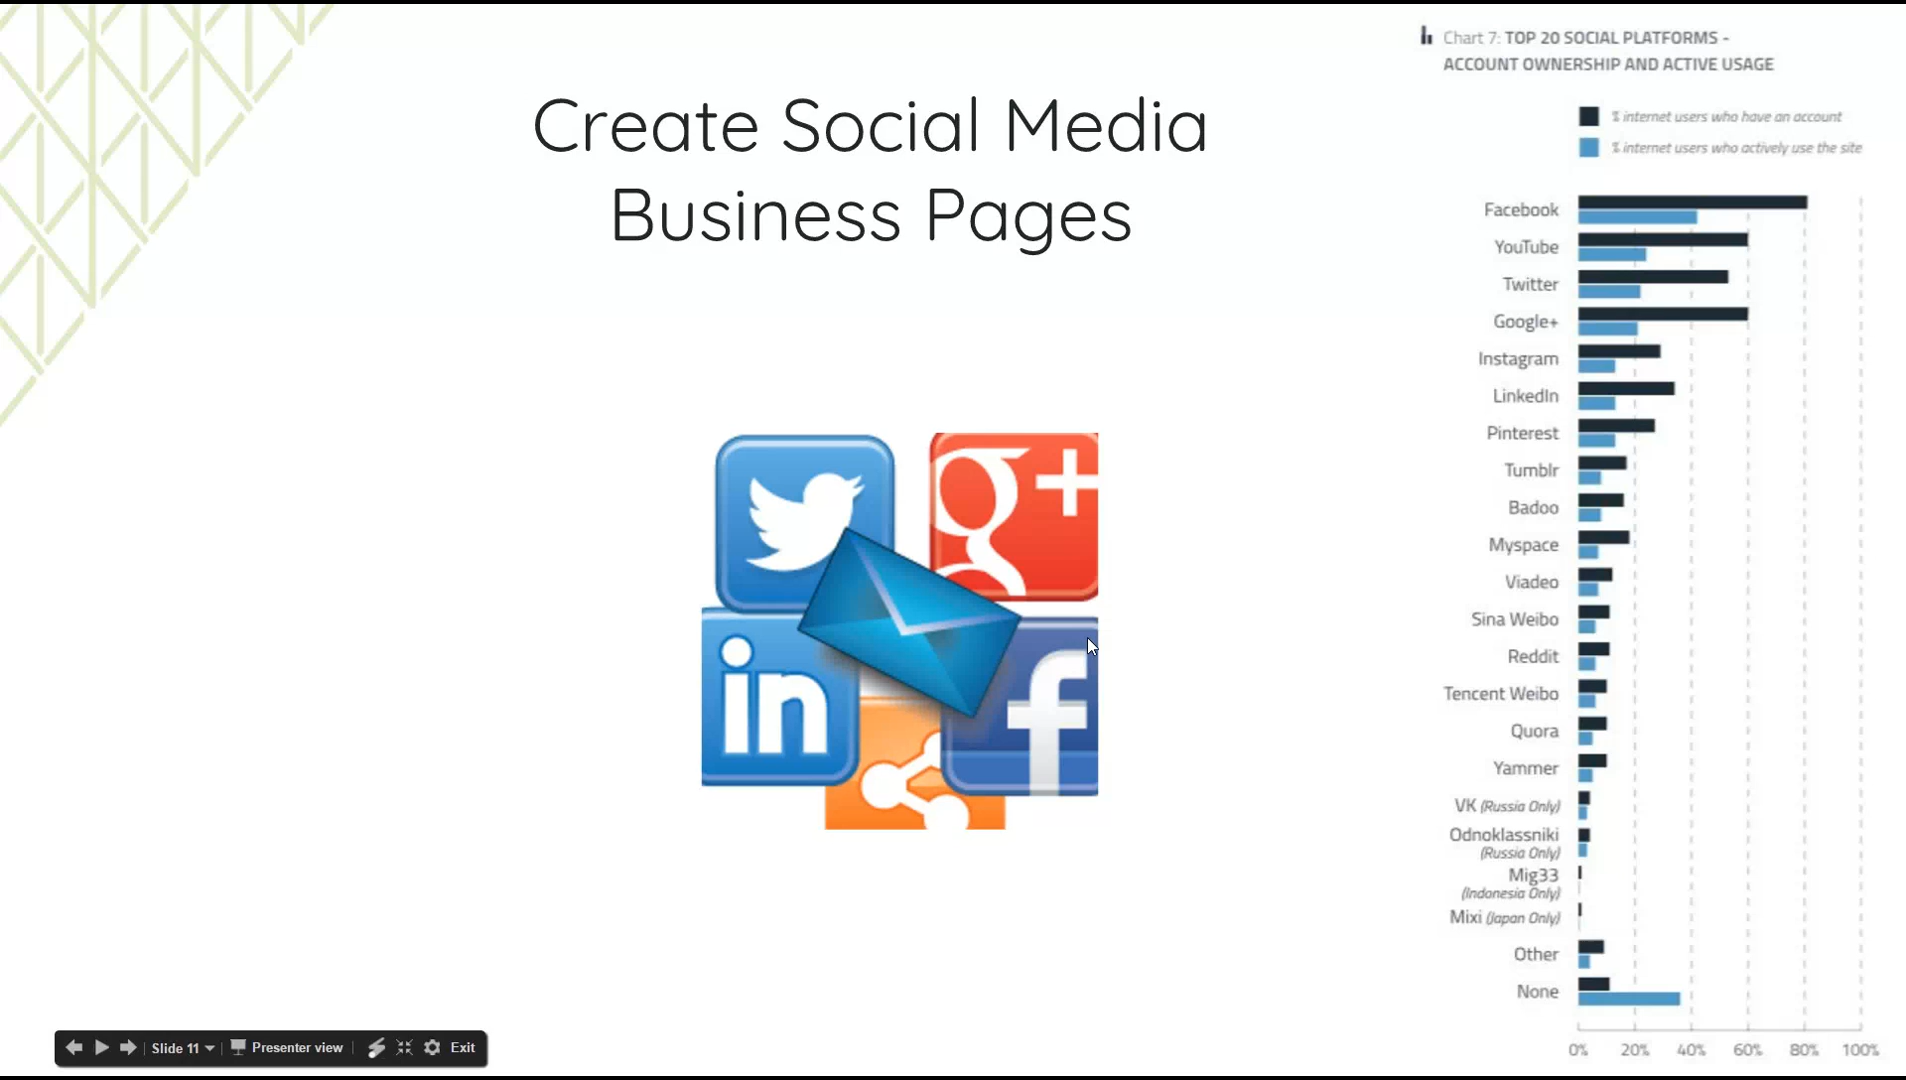 Create Social Media
Business Pages
g+
in
f
Chart 7: TOP 20 SOCIAL PLATFORMS -
ACCOUNT OWNERSHIP AND ACTIVE USAGE
% internet users who have an account
% internet users who actively use the site
Facebook
YouTube
Twitter
Google+
Instagram
LinkedIn
Pinterest
Tumblr
Badoo
Myspace
Viadeo
Sina Weibo
Reddit
Tencent Weibo
Quora
Yammer
VK (Russia Only)
Odnoklassniki
(Russia Only)
Mig33
(Indonesia Only)
Mixi (Japan Only)
Other
None
0% 20% 40% 60% 80% 100%
Slide 11 Presenter view Exit